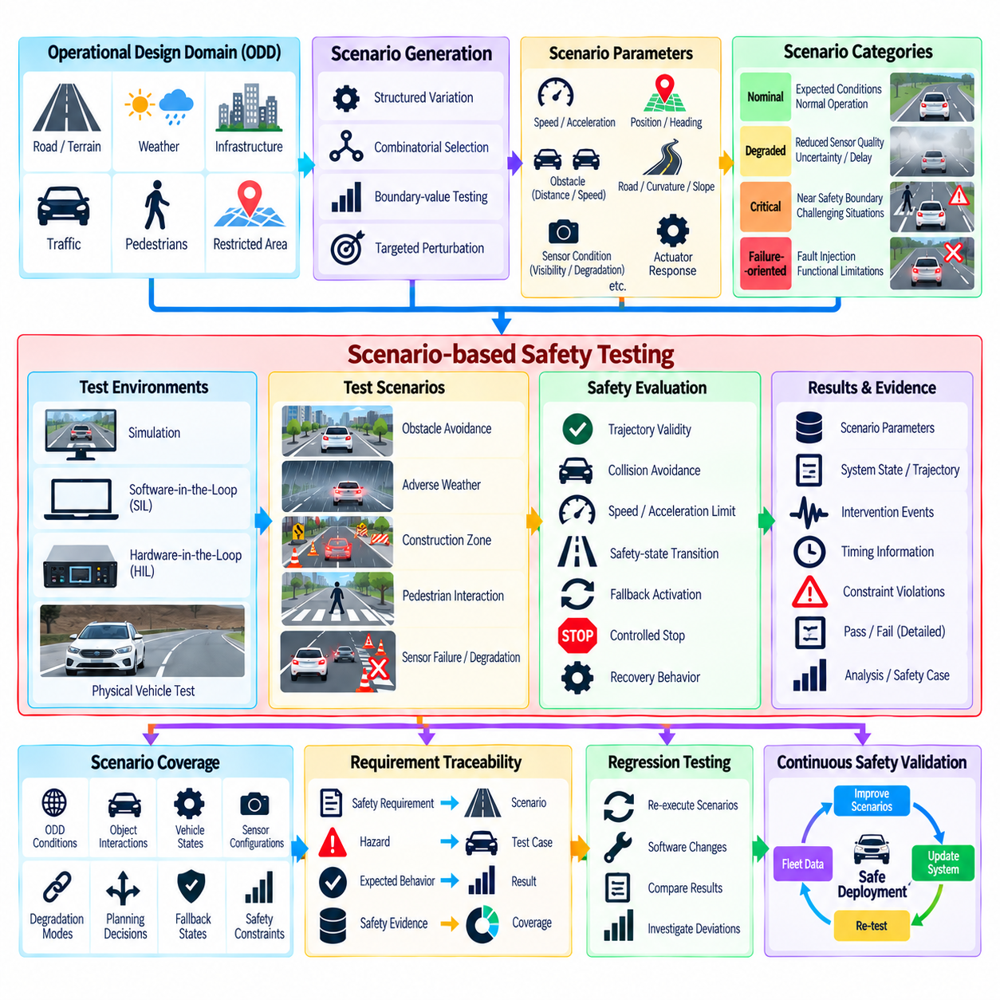 Operational Design Domain (ODD)
Road / Terrain
Weather
Infrastructure
Traffic
Pedestrians
Restricted Area
Scenario Generation
Structured Variation
Combinatorial Selection
Boundary-value Testing
Targeted Perturbation
Scenario Parameters
Speed / Acceleration
Position / Heading
Obstacle
(Distance / Speed)
Road / Curvature / Slope
Sensor Condition
(Visibility / Degradation)
Actuator
Response
etc.
Scenario Categories
Nominal
Expected Conditions
Normal Operation
Degraded
Reduced Sensor Quality
Uncertainty / Delay
Critical
Near Safety Boundary
Challenging Situations
Failure-
-oriented
Fault Injection
Functional Limitations
Scenario-based Safety Testing
Test Environments
Simulation
Software-in-the-Loop
(SIL)
Hardware-in-the-Loop
(HIL)
Physical Vehicle Test
Test Scenarios
Obstacle Avoidance
Adverse Weather
Construction Zone
Pedestrian Interaction
Sensor Failure / Degradation
Safety Evaluation
Trajectory Validity
Collision Avoidance
Speed / Acceleration Limit
Safety-state Transition
Fallback Activation
STOP
Controlled Stop
Recovery Behavior
Results & Evidence
Scenario Parameters
System State / Trajectory
Intervention Events
Timing Information
Constraint Violations
Pass / Fail (Detailed)
Analysis / Safety Case
Scenario Coverage
ODD
Conditions
Object
Interactions
Vehicle
States
Sensor
Configurations
Degradation
Modes
Planning
Decisions
Fallback
States
Safety
Constraints
Requirement Traceability
Safety Requirement
Scenario
Hazard
Test Case
Expected Behavior
Result
Safety Evidence
Coverage
Regression Testing
Re-execute Scenarios
Software Changes
Compare Results
Investigate Deviations
Continuous Safety Validation
Improve
Scenarios
Fleet Data
Update
System
Safe
Deployment
Re-test